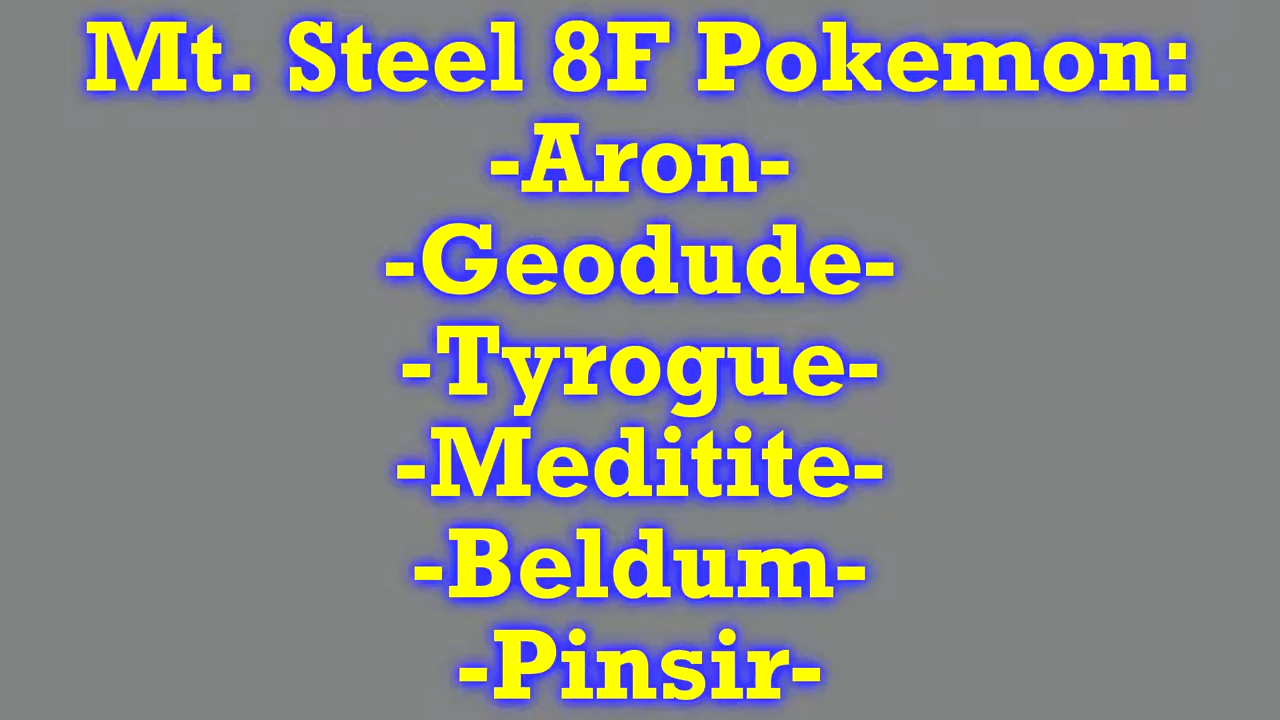 Mt. Steel 8F Pokemon:
-Aron-
-Geodude-
-Tyrogue-
-Meditite-
-Beldum-
-Pinsir-